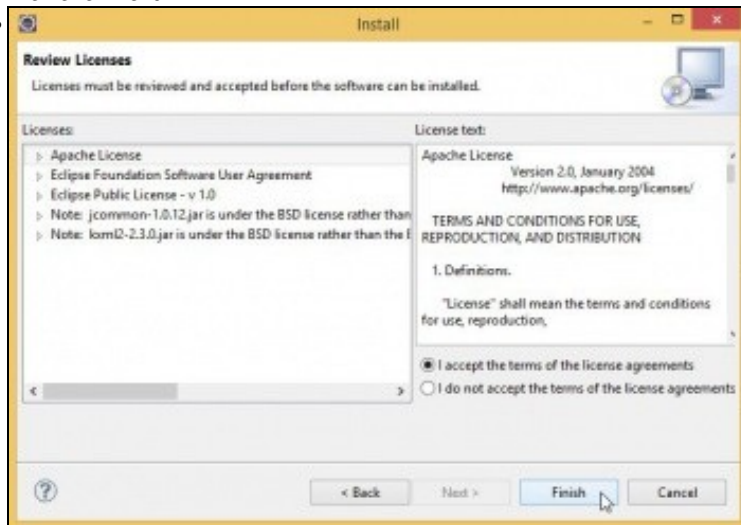 Install
Review Licenses
Licenses must be reviewed and accepted before the software can be installed.
Licenses:
Apache License
Eclipse Foundation Software User Agreement
Eclipse Public License - v 1.0
Note: jcommon-1.0.12.jar is under the BSD license rather than
Note: kxml2-2.3.0.jar is under the BSD license rather than the E
License text:
Apache License
Version 2.0, January 2004
http://www.apache.org/licenses/
TERMS AND CONDITIONS FOR USE,
REPRODUCTION, AND DISTRIBUTION
1. Definitions.
"License" shall mean the terms and conditions
for use, reproduction,
I accept the terms of the license agreements
I do not accept the terms of the license agreements
< Back
Next >
Finish
Cancel